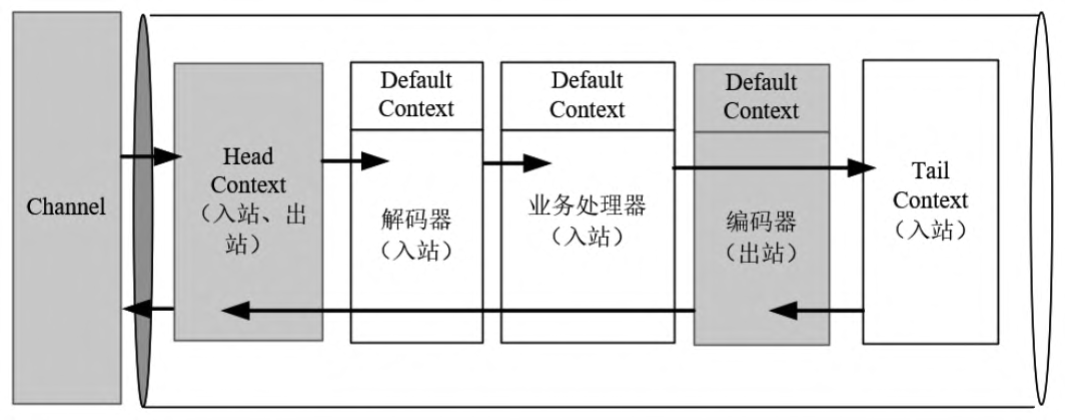 Channel
Head
Context
（入站、出
站）
Default
Context
解码器
（入站）
Default
Context
业务处理器
（入站）
Default
Context
编码器
（出站）
Tail
Context
（入站）